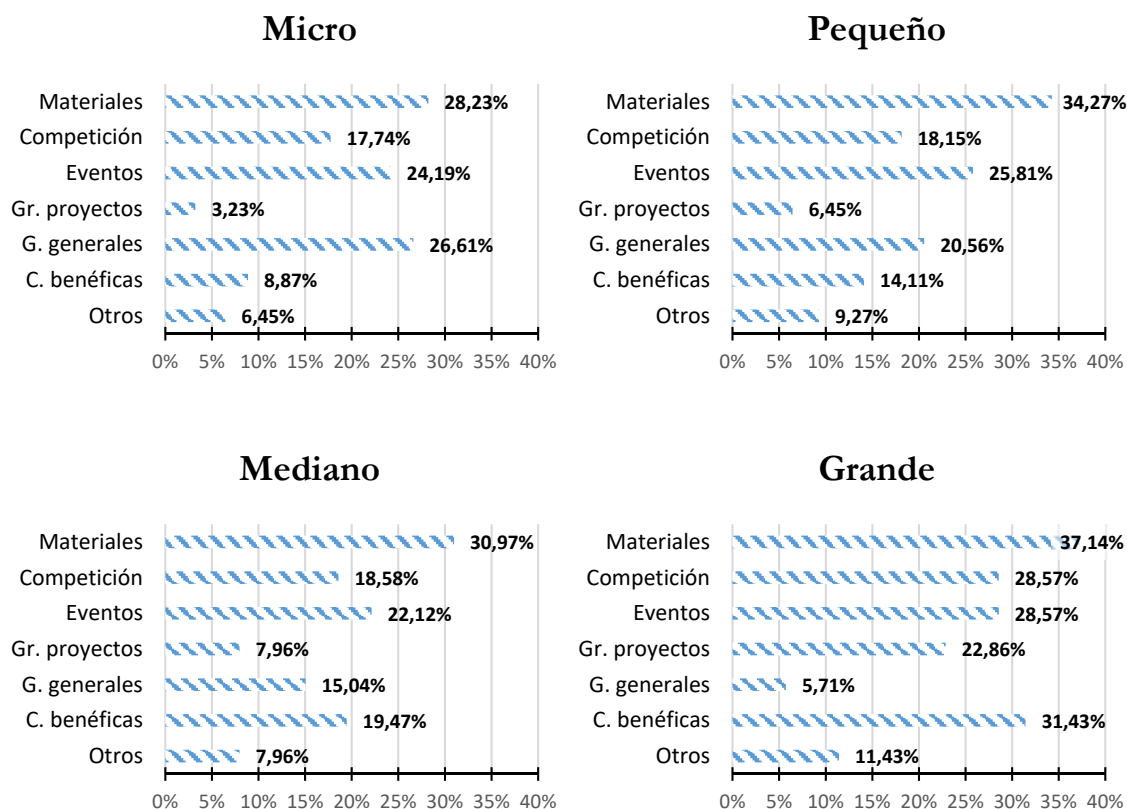 Micro
Materiales 28,23%
Competición 17,74%
Eventos 24,19%
Gr. proyectos 3,23%
G. generales 26,61%
C. benéficas 8,87%
Otros 6,45%
0% 5% 10% 15% 20% 25% 30% 35% 40%
Pequeño
Materiales 34,27%
Competición 18,15%
Eventos 25,81%
Gr. proyectos 6,45%
G. generales 20,56%
C. benéficas 14,11%
Otros 9,27%
0% 5% 10% 15% 20% 25% 30% 35% 40%
Mediano
Materiales 30,97%
Competición 18,58%
Eventos 22,12%
Gr. proyectos 7,96%
G. generales 15,04%
C. benéficas 19,47%
Otros 7,96%
0% 5% 10% 15% 20% 25% 30% 35% 40%
Grande
Materiales 37,14%
Competición 28,57%
Eventos 28,57%
Gr. proyectos 22,86%
G. generales 5,71%
C. benéficas 31,43%
Otros 11,43%
0% 5% 10% 15% 20% 25% 30% 35% 40%